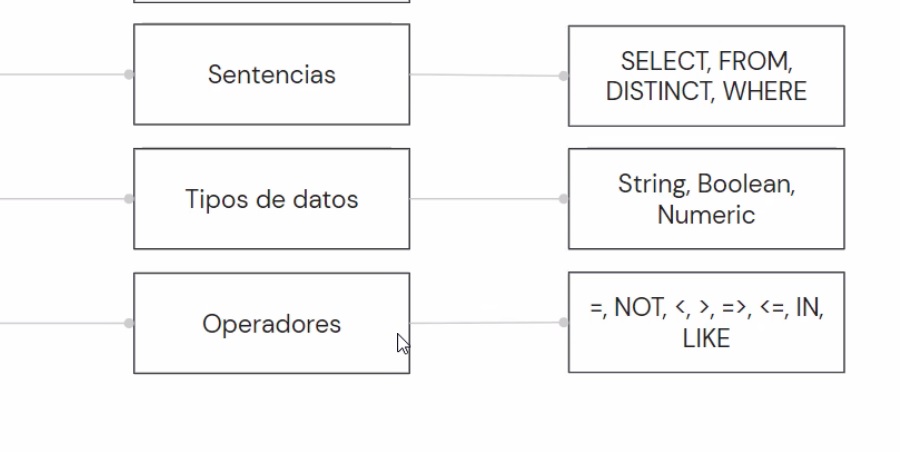 Sentencias
SELECT, FROM,
DISTINCT, WHERE
Tipos de datos
String, Boolean,
Numeric
Operadores
=, NOT, <, >, =>, <=, IN,
LIKE